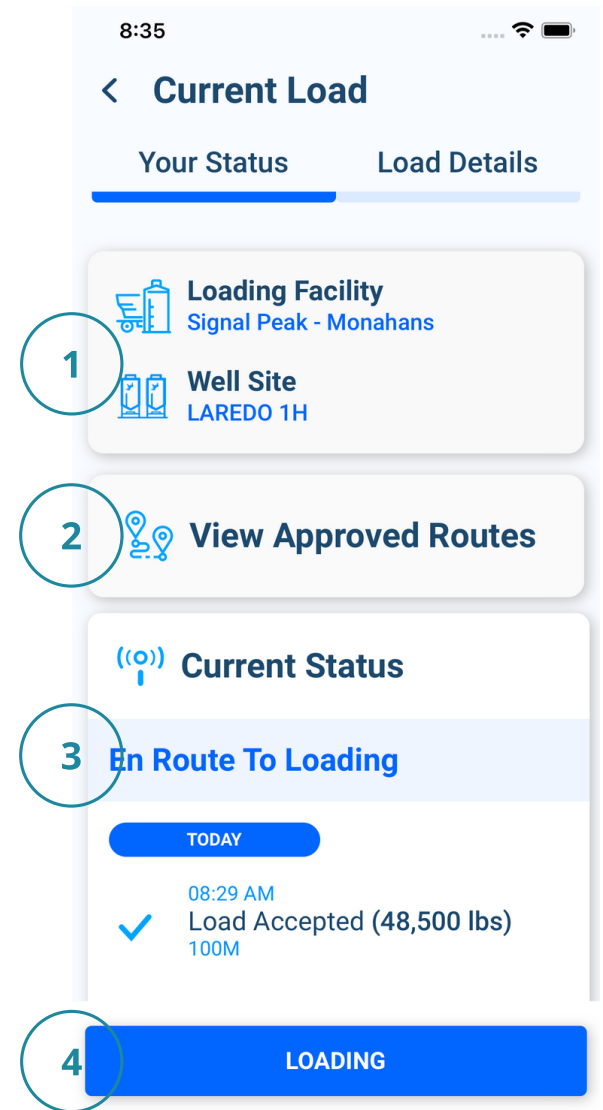 8:35
Current Load
Your Status
Load Details
Loading Facility
Signal Peak - Monahans
1
Well Site
LAREDO 1H
2
View Approved Routes
Current Status
3
En Route To Loading
TODAY
08:29 AM
Load Accepted (48,500 lbs)
100M
4
LOADING